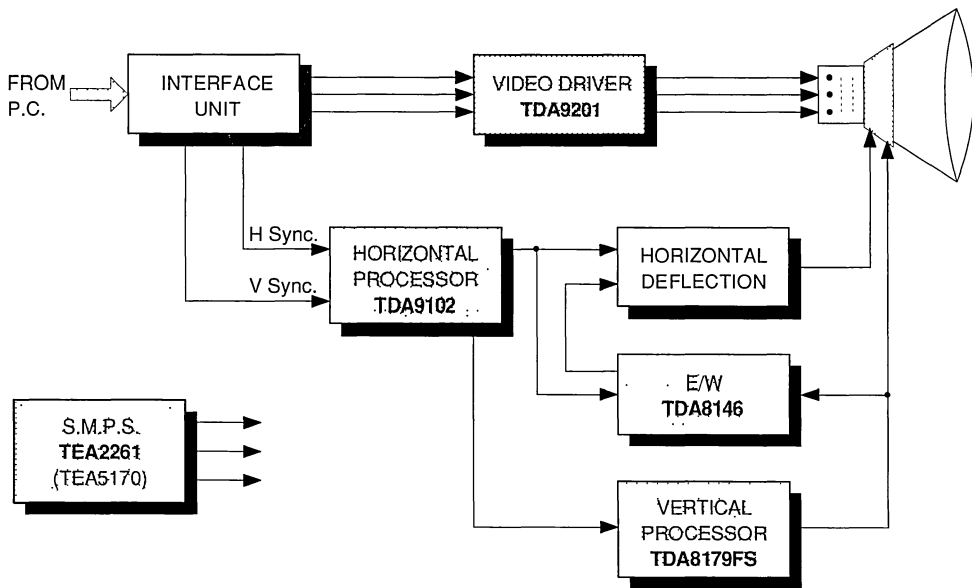 FROM
P.C.
INTERFACE
UNIT
VIDEO DRIVER
TDA9201
H Sync.
V Sync.
HORIZONTAL
PROCESSOR
TDA9102
HORIZONTAL
DEFLECTION
E/W
TDA8146
S.M.P.S.
TEA2261
(TEA5170)
VERTICAL
PROCESSOR
TDA8179FS